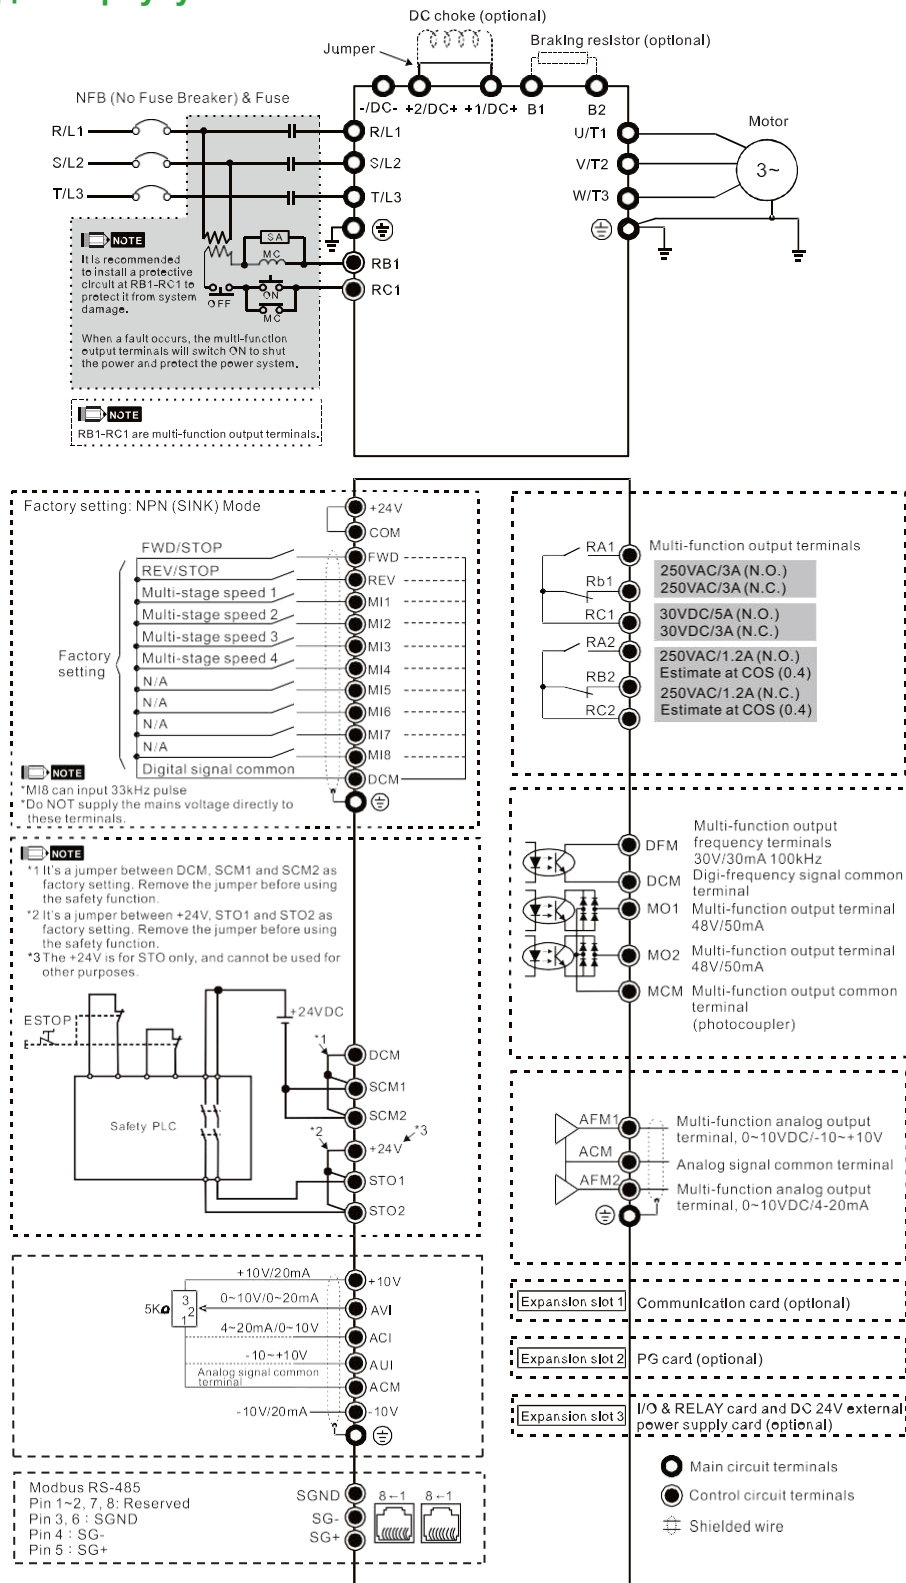 DC choke (optional)
Jumper
Braking resistor (optional)
NFB (No Fuse Breaker) & Fuse
-/DC- +2/DC+ +1/DC+ B1 B2
R/L1
R/L1
U/T1
Motor
S/L2
S/L2
V/T2
3~
T/L3
T/L3
W/T3
NOTE
It is recommended
to install a protective
circuit at RB1-RC1 to
protect it from system
damage.
SA
MC
RB1
ON
OFF
MC
RC1
When a fault occurs, the multi-function
output terminals will switch ON to shut
the power and protect the power system.
NOTE
RB1-RC1 are multi-function output terminals.
Factory setting: NPN (SINK) Mode
+24V
COM
FWD/STOP
FWD
REV/STOP
REV
Multi-stage speed 1
MI1
Multi-stage speed 2
MI2
Multi-stage speed 3
MI3
Factory
setting
Multi-stage speed 4
MI4
N/A
MI5
N/A
MI6
N/A
MI7
N/A
MI8
Digital signal common
DCM
NOTE
*MI8 can input 33kHz pulse
*Do NOT supply the mains voltage directly to
these terminals.
NOTE
*1 It's a jumper between DCM, SCM1 and SCM2 as
factory setting. Remove the jumper before using
the safety function.
*2 It's a jumper between +24V, STO1 and STO2 as
factory setting. Remove the jumper before using
the safety function.
*3 The +24V is for STO only, and cannot be used for
other purposes.
ESTOP
+24VDC
*1
DCM
SCM1
SCM2
Safety PLC
*2
*3
+24V
STO1
STO2
+10V/20mA
+10V
5KΩ
3
2
1
0~10V/0~20mA
AVI
4~20mA/0~10V
ACI
-10~+10V
AUI
Analog signal common
terminal
ACM
-10V/20mA
-10V
Modbus RS-485
Pin 1~2, 7, 8: Reserved
Pin 3, 6 : SGND
Pin 4 : SG-
Pin 5 : SG+
SGND
SG-
SG+
8←1
8←1
RA1
Multi-function output terminals
250VAC/3A (N.O.)
Rb1
250VAC/3A (N.C.)
RC1
30VDC/5A (N.O.)
30VDC/3A (N.C.)
RA2
250VAC/1.2A (N.O.)
Estimate at COS (0.4)
RB2
250VAC/1.2A (N.C.)
Estimate at COS (0.4)
RC2
DFM
Multi-function output
frequency terminals
30V/30mA 100kHz
DCM
Digi-frequency signal common
terminal
MO1
Multi-function output terminal
48V/50mA
MO2
Multi-function output terminal
48V/50mA
MCM
Multi-function output common
terminal
(photocoupler)
AFM1
Multi-function analog output
terminal, 0~10VDC/-10~+10V
ACM
Analog signal common terminal
AFM2
Multi-function analog output
terminal, 0~10VDC/4-20mA
Expansion slot 1
Communication card (optional)
Expansion slot 2
PG card (optional)
Expansion slot 3
I/O & RELAY card and DC 24V external
power supply card (optional)
Main circuit terminals
Control circuit terminals
Shielded wire